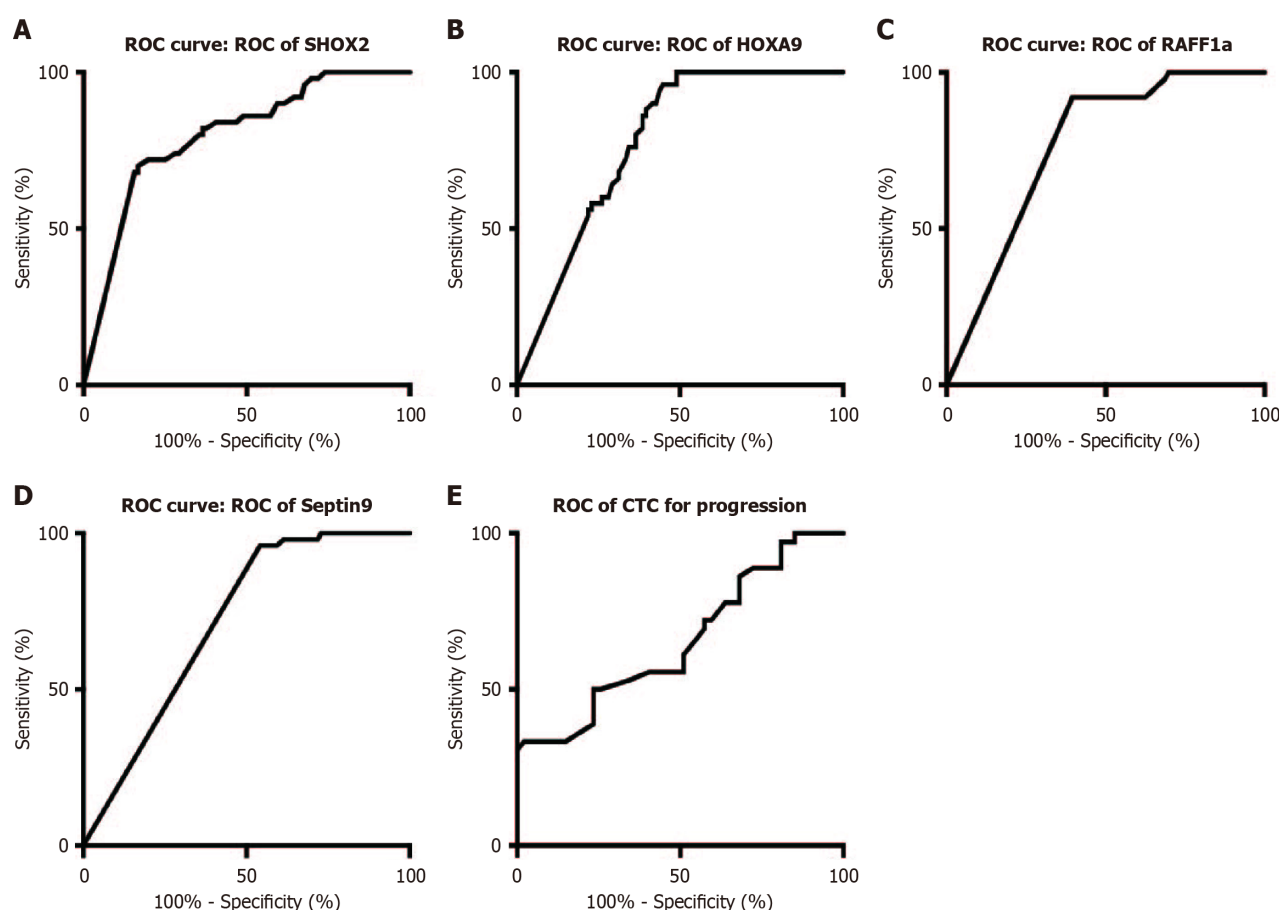 A
ROC curve: ROC of SHOX2
100
50
0
Sensitivity (%)
0 50 100
100% - Specificity (%)
B
ROC curve: ROC of HOXA9
100
50
0
Sensitivity (%)
0 50 100
100% - Specificity (%)
C
ROC curve: ROC of RAFF1a
100
50
0
Sensitivity (%)
0 50 100
100% - Specificity (%)
D
ROC curve: ROC of Septin9
100
50
0
Sensitivity (%)
0 50 100
100% - Specificity (%)
E
ROC of CTC for progression
100
50
0
Sensitivity (%)
0 50 100
100% - Specificity (%)